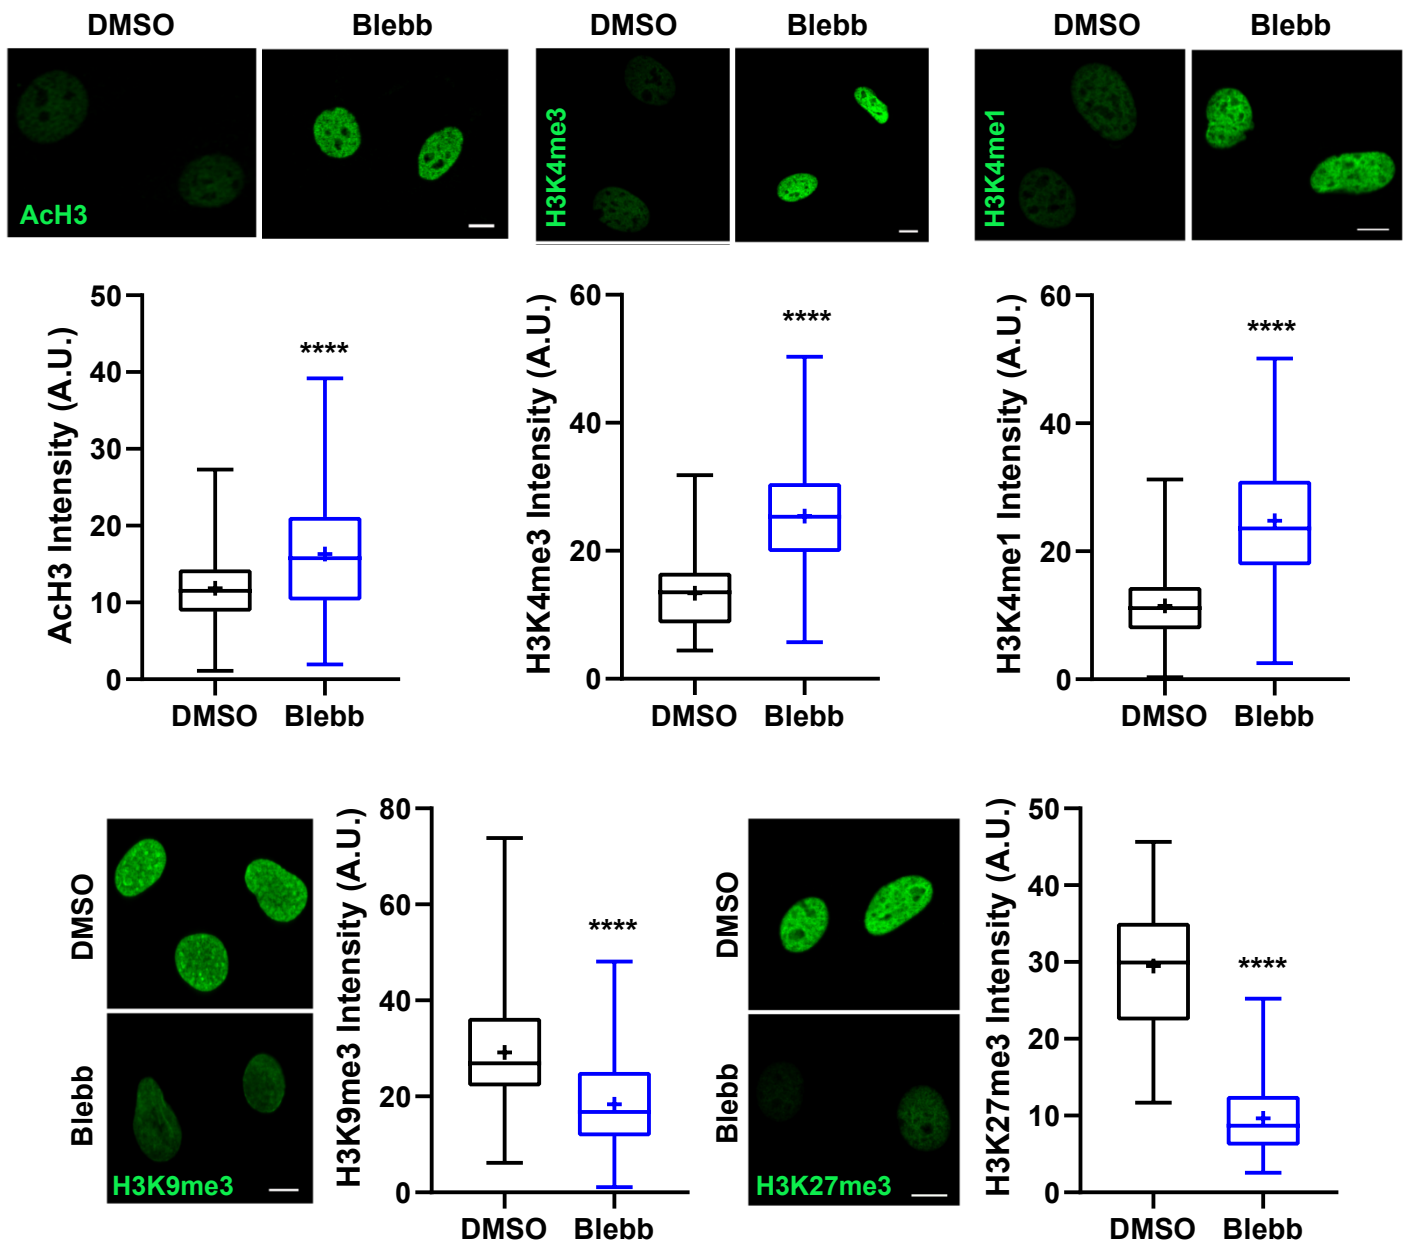 DMSO Blebb DMSO Blebb DMSO Blebb
AcH3
H3K4me3
H3K4me1
AcH3 Intensity (A.U.)
50
40
30
20
10
0
****
DMSO Blebb
H3K4me3 Intensity (A.U.)
60
40
20
0
****
DMSO Blebb
H3K4me1 Intensity (A.U.)
60
40
20
0
****
DMSO Blebb
DMSO
Blebb
H3K9me3
H3K9me3 Intensity (A.U.)
80
60
40
20
0
****
DMSO Blebb
DMSO
Blebb
H3K27me3
H3K27me3 Intensity (A.U.)
50
40
30
20
10
0
****
DMSO Blebb